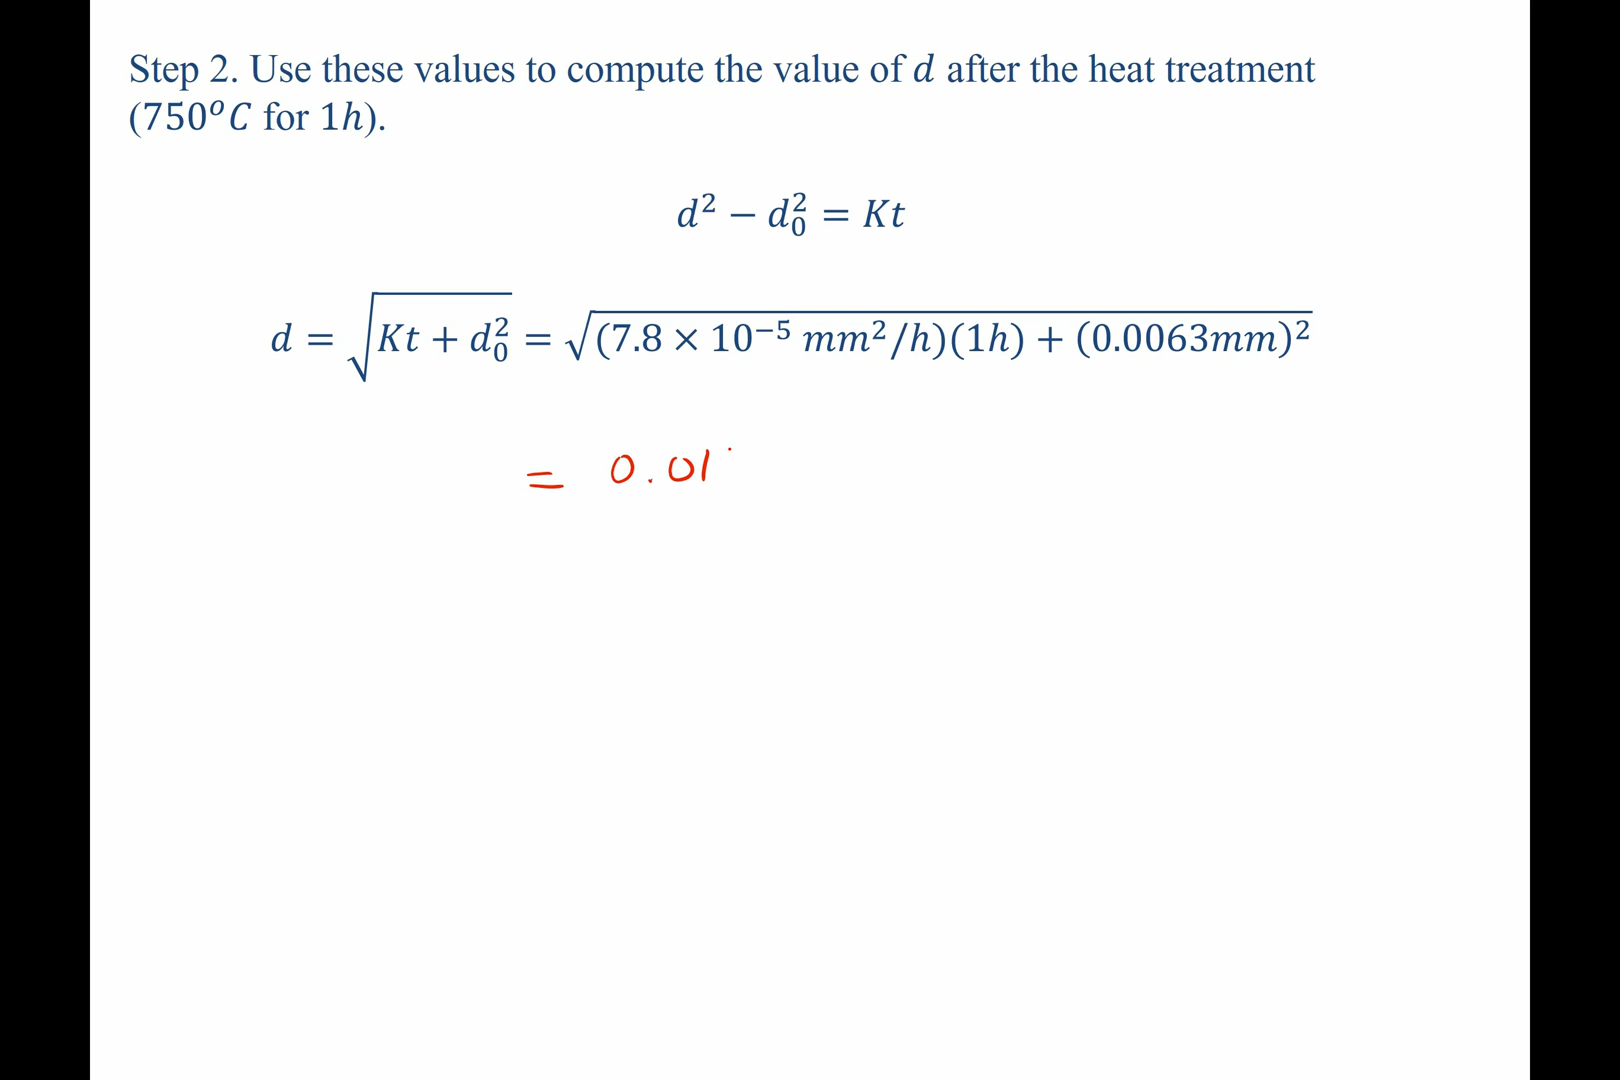 Step 2. Use these values to compute the value of d after the heat treatment
(750°C for 1h).
d² − d₀² = Kt
d = √(Kt + d₀²) = √((7.8 × 10⁻⁵ mm²/h)(1h) + (0.0063mm)²)
= 0.01